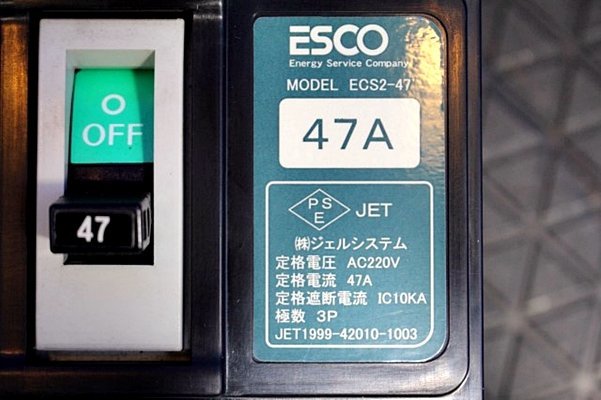 O
OFF
47
ESCO
Energy Service Company
MODEL ECS2-47
47A
PS
E
JET
㈱ジェルシステム
定格電圧 AC220V
定格電流 47A
定格遮断電流 IC10KA
極数 3P
JET1999-42010-1003